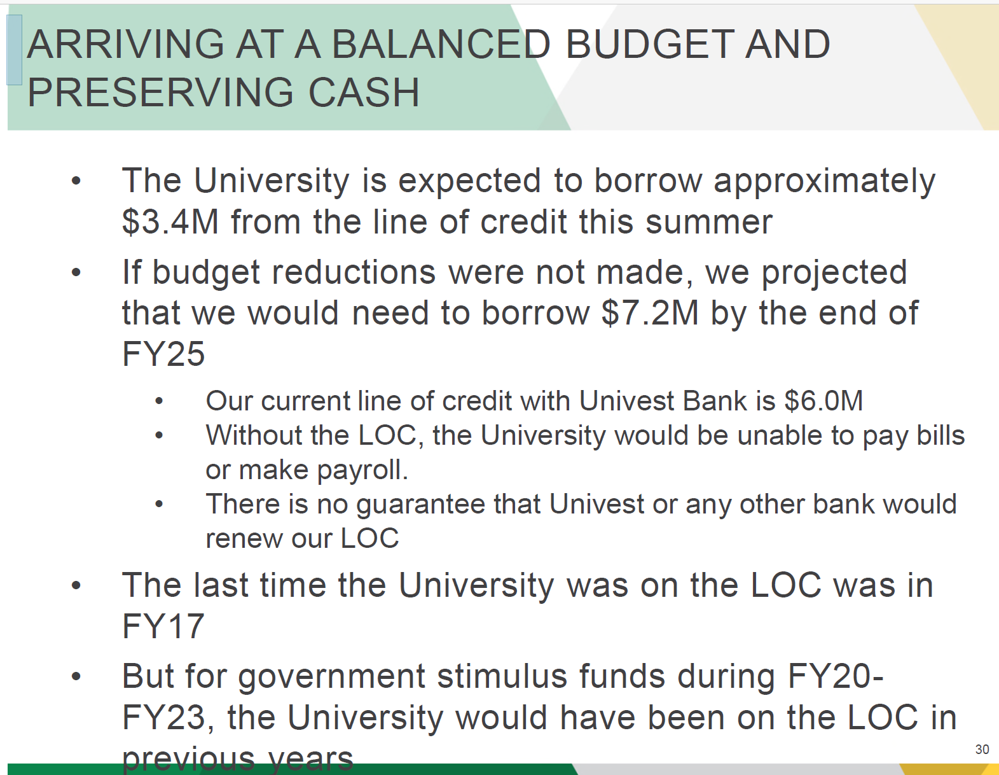 ARRIVING AT A BALANCED BUDGET AND
PRESERVING CASH
• The University is expected to borrow approximately
$3.4M from the line of credit this summer
• If budget reductions were not made, we projected
that we would need to borrow $7.2M by the end of
FY25
• Our current line of credit with Univest Bank is $6.0M
• Without the LOC, the University would be unable to pay bills
or make payroll.
• There is no guarantee that Univest or any other bank would
renew our LOC
• The last time the University was on the LOC was in
FY17
• But for government stimulus funds during FY20-
FY23, the University would have been on the LOC in
previous years
30